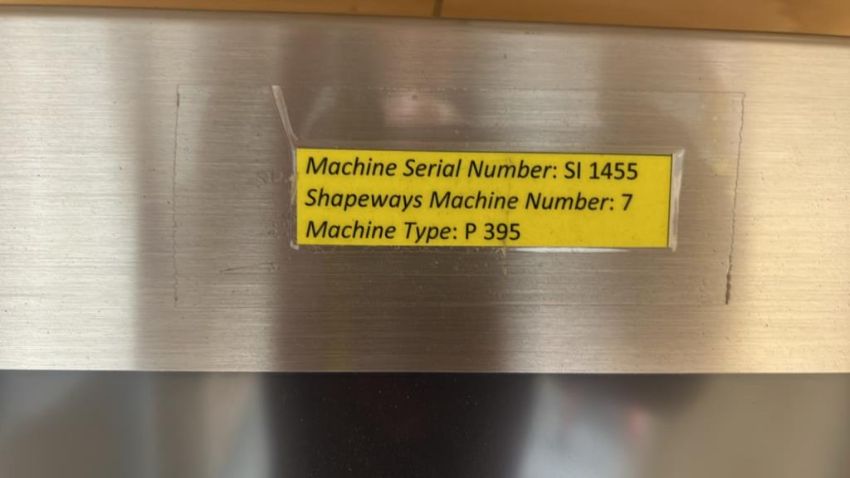 Machine Serial Number: SI 1455
Shapeways Machine Number: 7
Machine Type: P 395